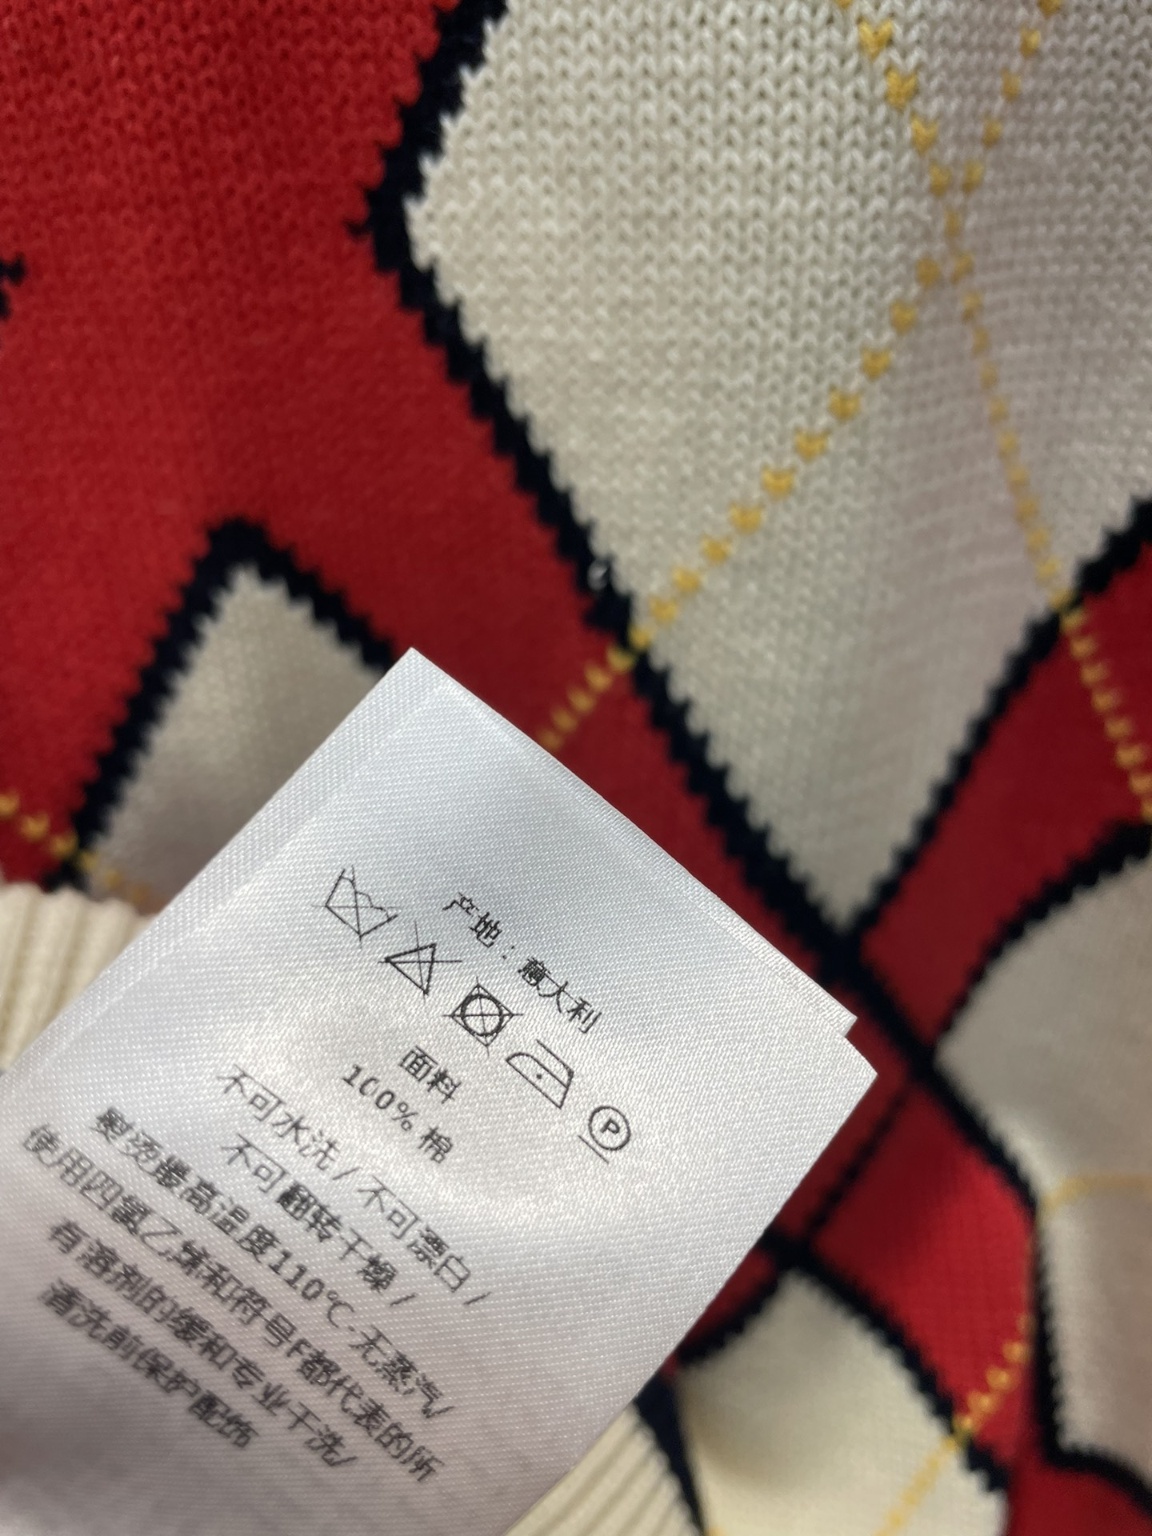 产地：意大利
P
面料
100% 棉
不可水洗 / 不可漂白 /
不可翻转干燥 /
熨烫最高温度110℃-无蒸汽/
使用四氯乙烯和符号F都代表的所
有溶剂的缓和专业干洗/
清洗前保护配饰